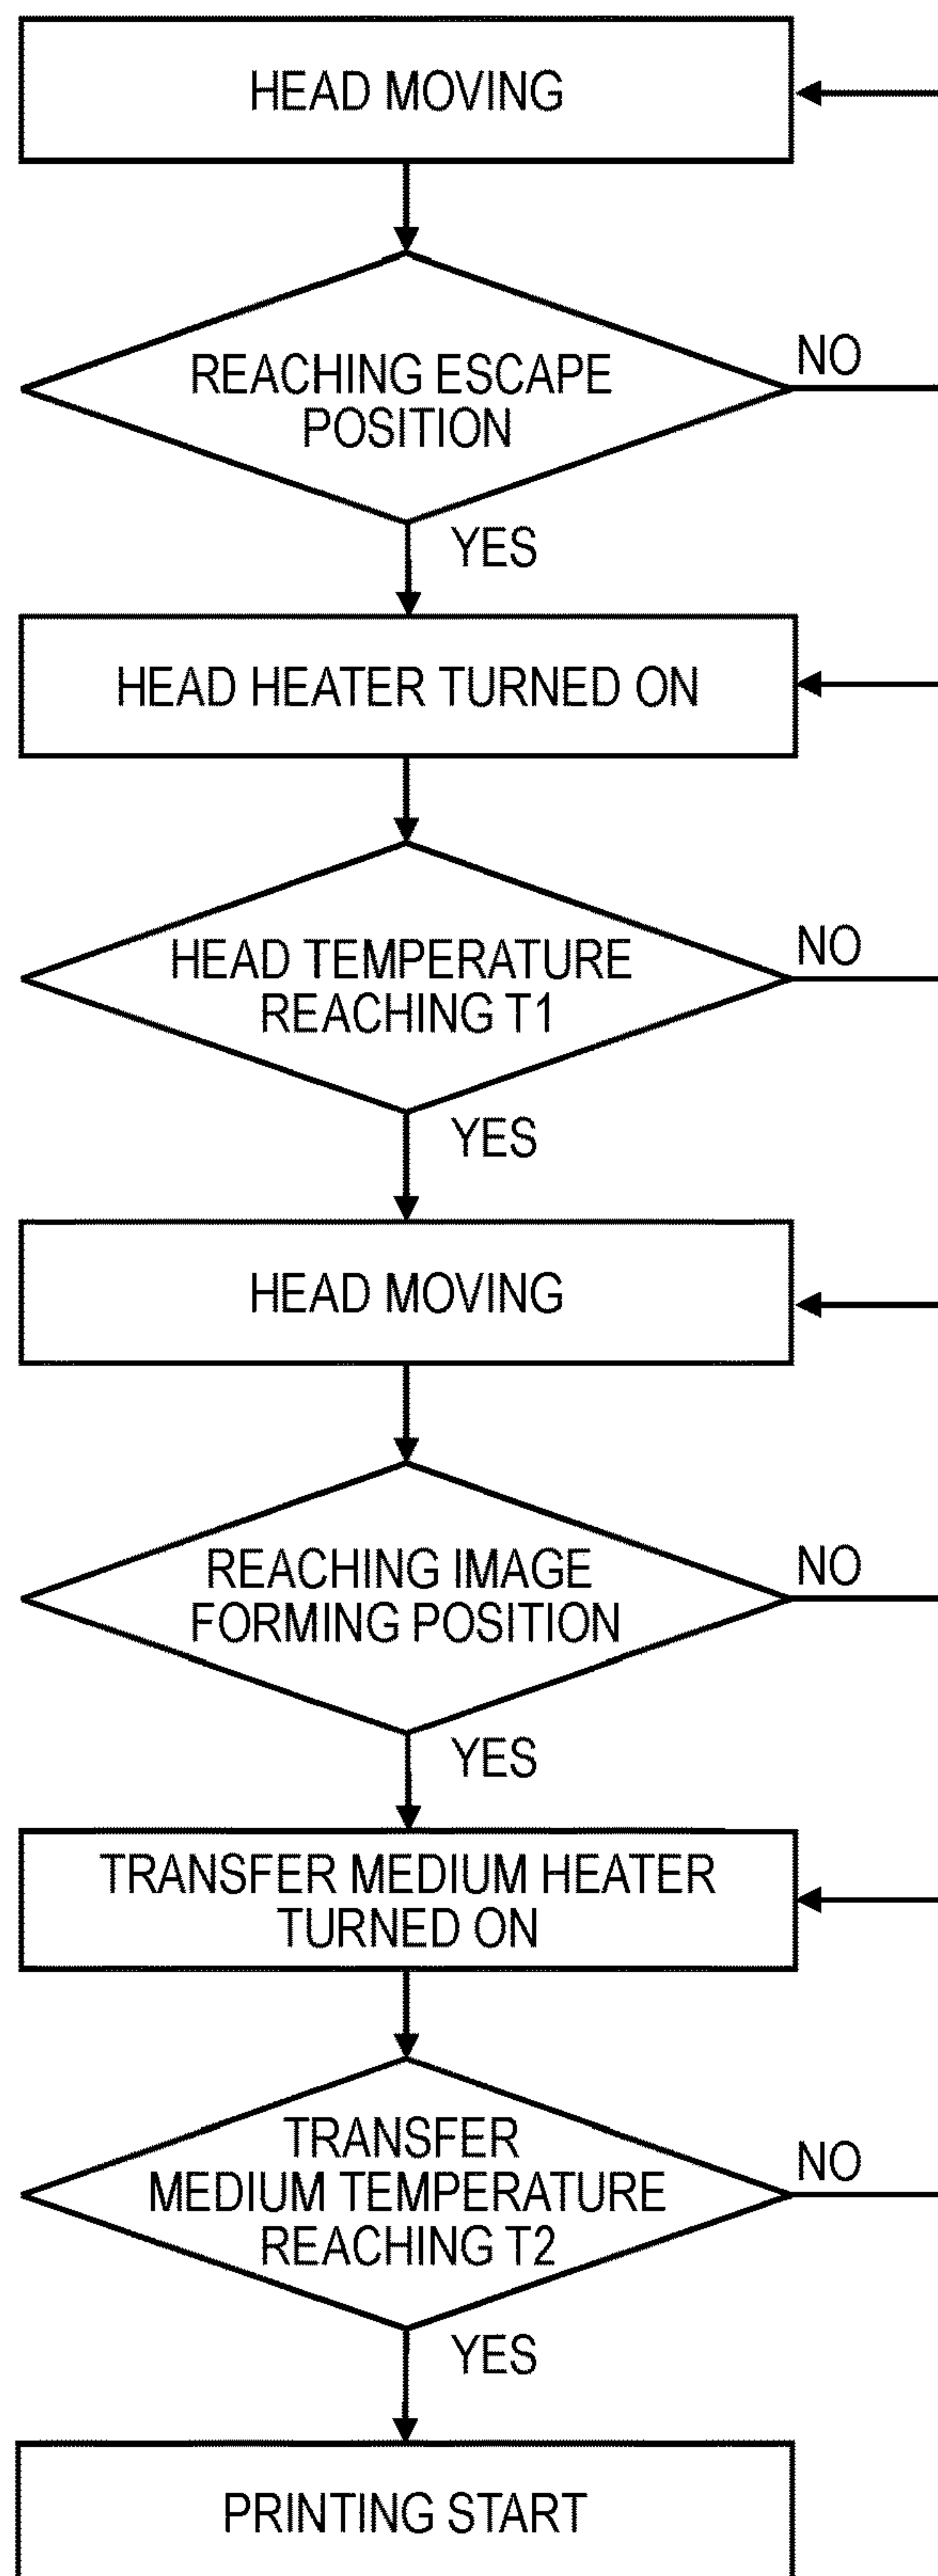 HEAD MOVING
REACHING ESCAPE
POSITION
NO
YES
HEAD HEATER TURNED ON
HEAD TEMPERATURE
REACHING T1
NO
YES
HEAD MOVING
REACHING IMAGE
FORMING POSITION
NO
YES
TRANSFER MEDIUM HEATER
TURNED ON
TRANSFER
MEDIUM TEMPERATURE
REACHING T2
NO
YES
PRINTING START